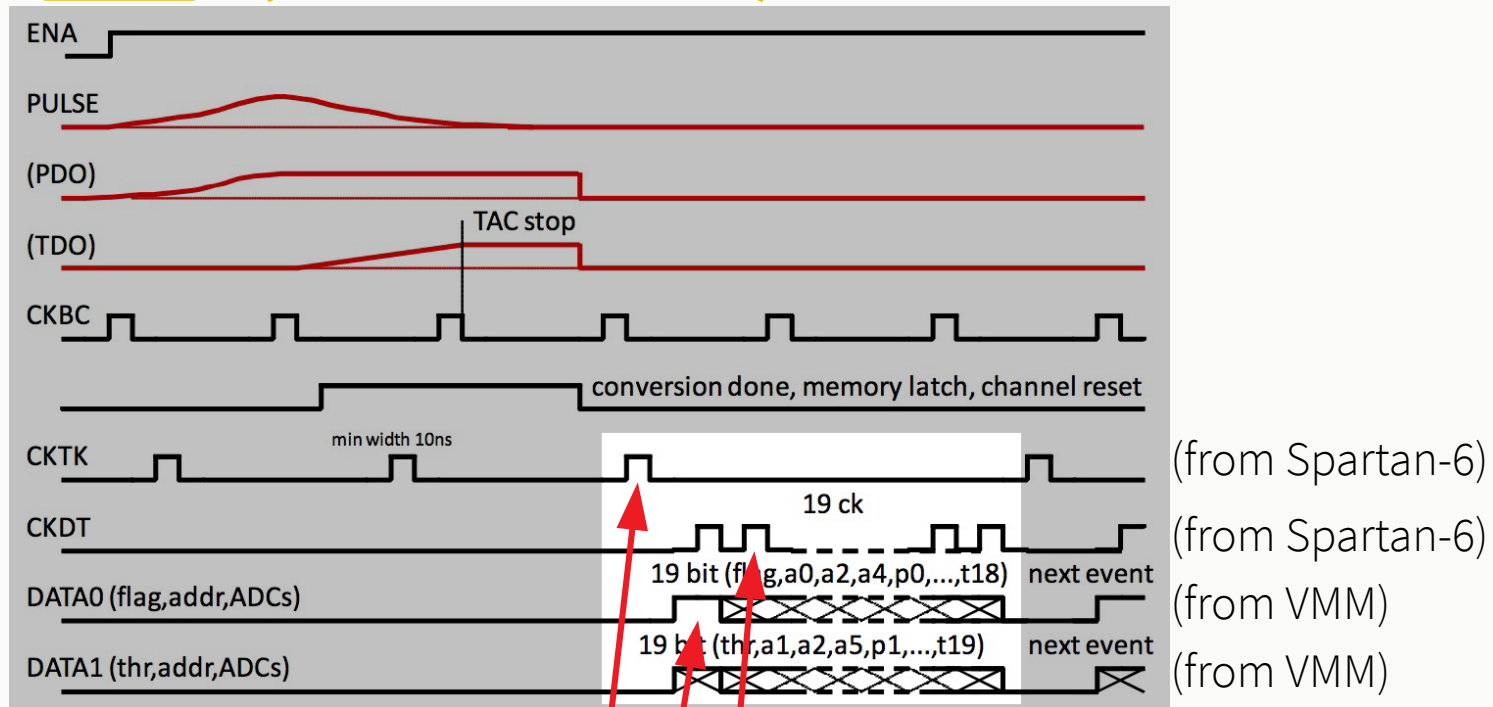 ENA
PULSE
(PDO)
TAC stop
(TDO)
CKBC
conversion done, memory latch, channel reset
CKTK
min width 10ns
(from Spartan-6)
19 ck
CKDT
(from Spartan-6)
19 bit (flag,a0,a2,a4,p0,...,t18) next event
DATA0 (flag,addr,ADCs)
(from VMM)
19 bit (thr,a1,a2,a5,p1,...,t19) next event
DATA1 (thr,addr,ADCs)
(from VMM)